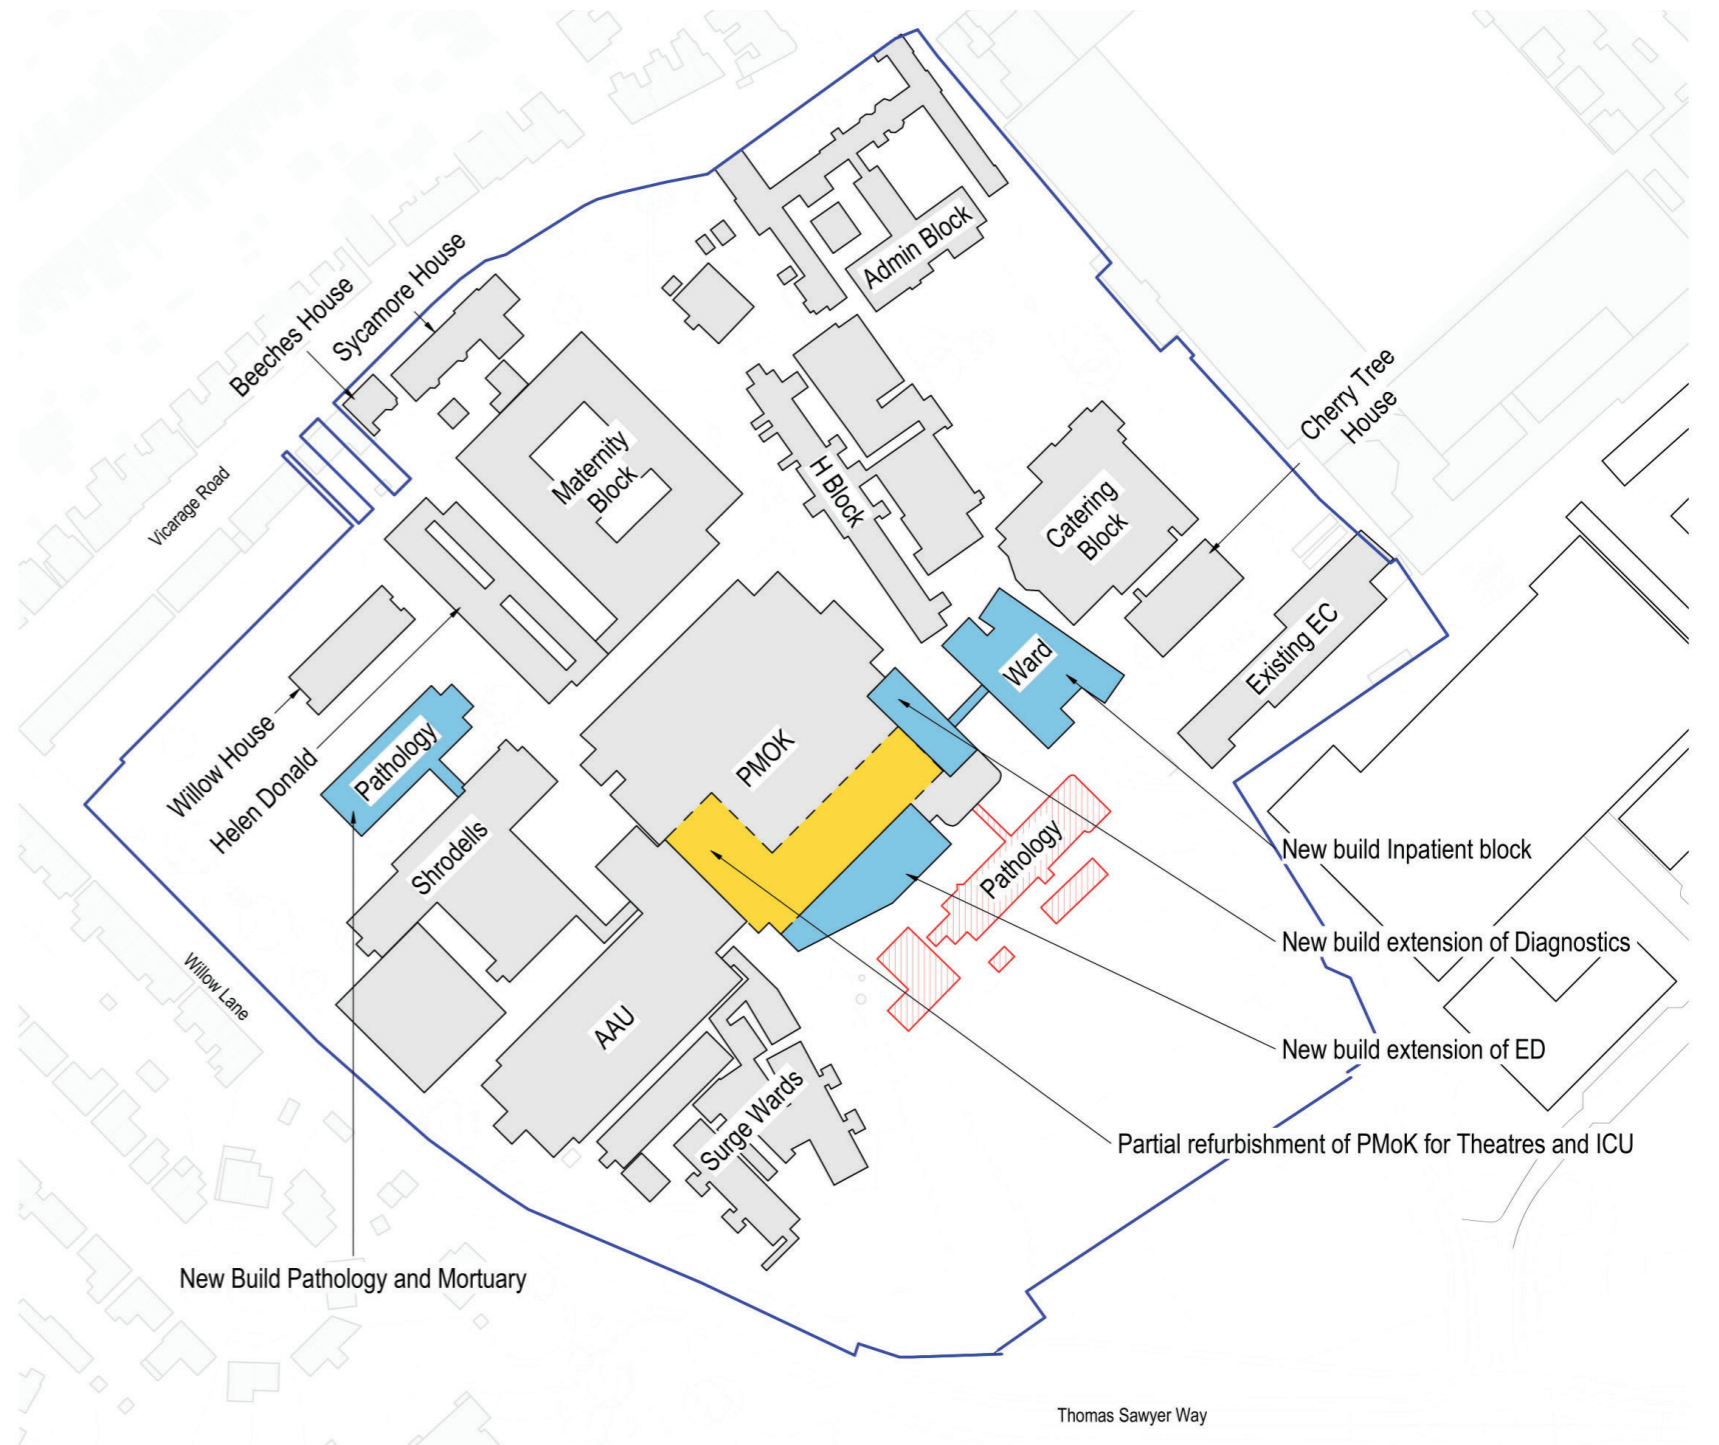 Admin Block
Sycamore House
Beeches House
Cherry Tree
House
Maternity
Block
H Block
Catering
Block
Vicarage Road
Existing EC
Ward
Willow House
Helen Donald
Pathology
PMOK
Shrodells
Pathology
New build Inpatient block
New build extension of Diagnostics
Willow Lane
AAU
New build extension of ED
Surge Wards
Partial refurbishment of PMoK for Theatres and ICU
New Build Pathology and Mortuary
Thomas Sawyer Way